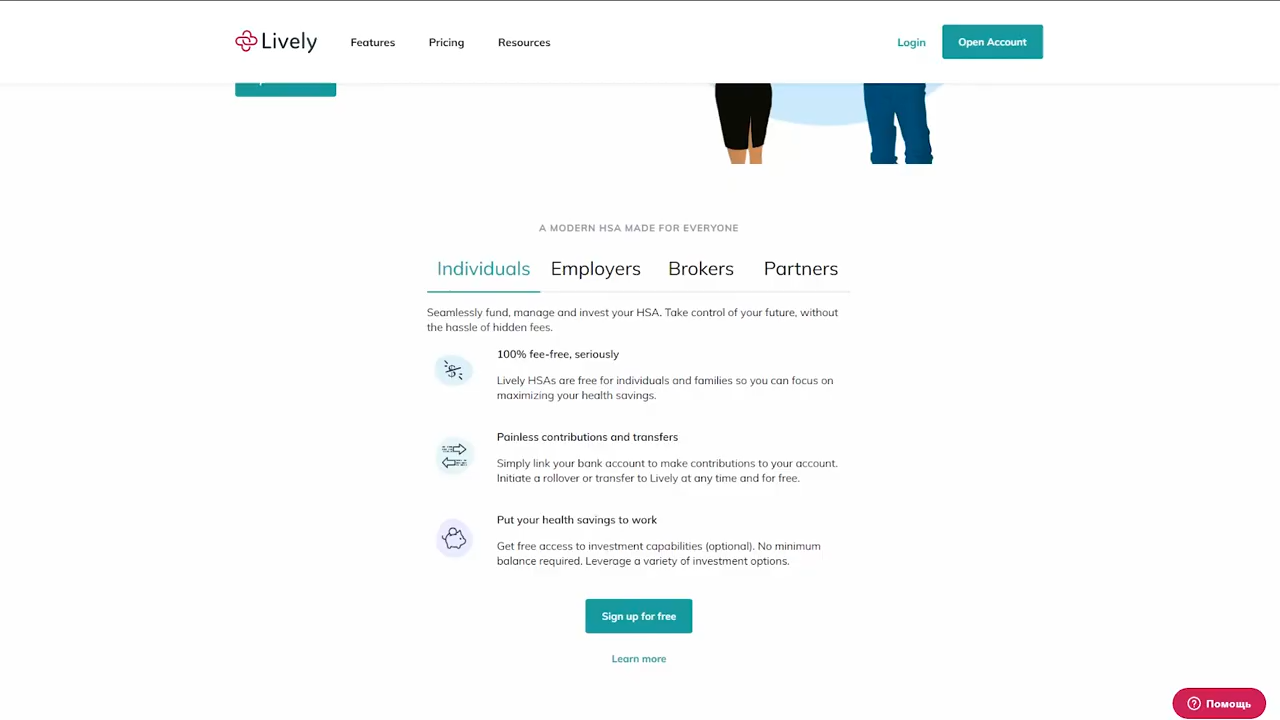 Lively
Features
Pricing
Resources
Login
Open Account
A MODERN HSA MADE FOR EVERYONE
Individuals
Employers
Brokers
Partners
Seamlessly fund, manage and invest your HSA. Take control of your future, without
the hassle of hidden fees.
100% fee-free, seriously
Lively HSAs are free for individuals and families so you can focus on
maximizing your health savings.
Painless contributions and transfers
Simply link your bank account to make contributions to your account.
Initiate a rollover or transfer to Lively at any time and for free.
Put your health savings to work
Get free access to investment capabilities (optional). No minimum
balance required. Leverage a variety of investment options.
Sign up for free
Learn more
Помощь